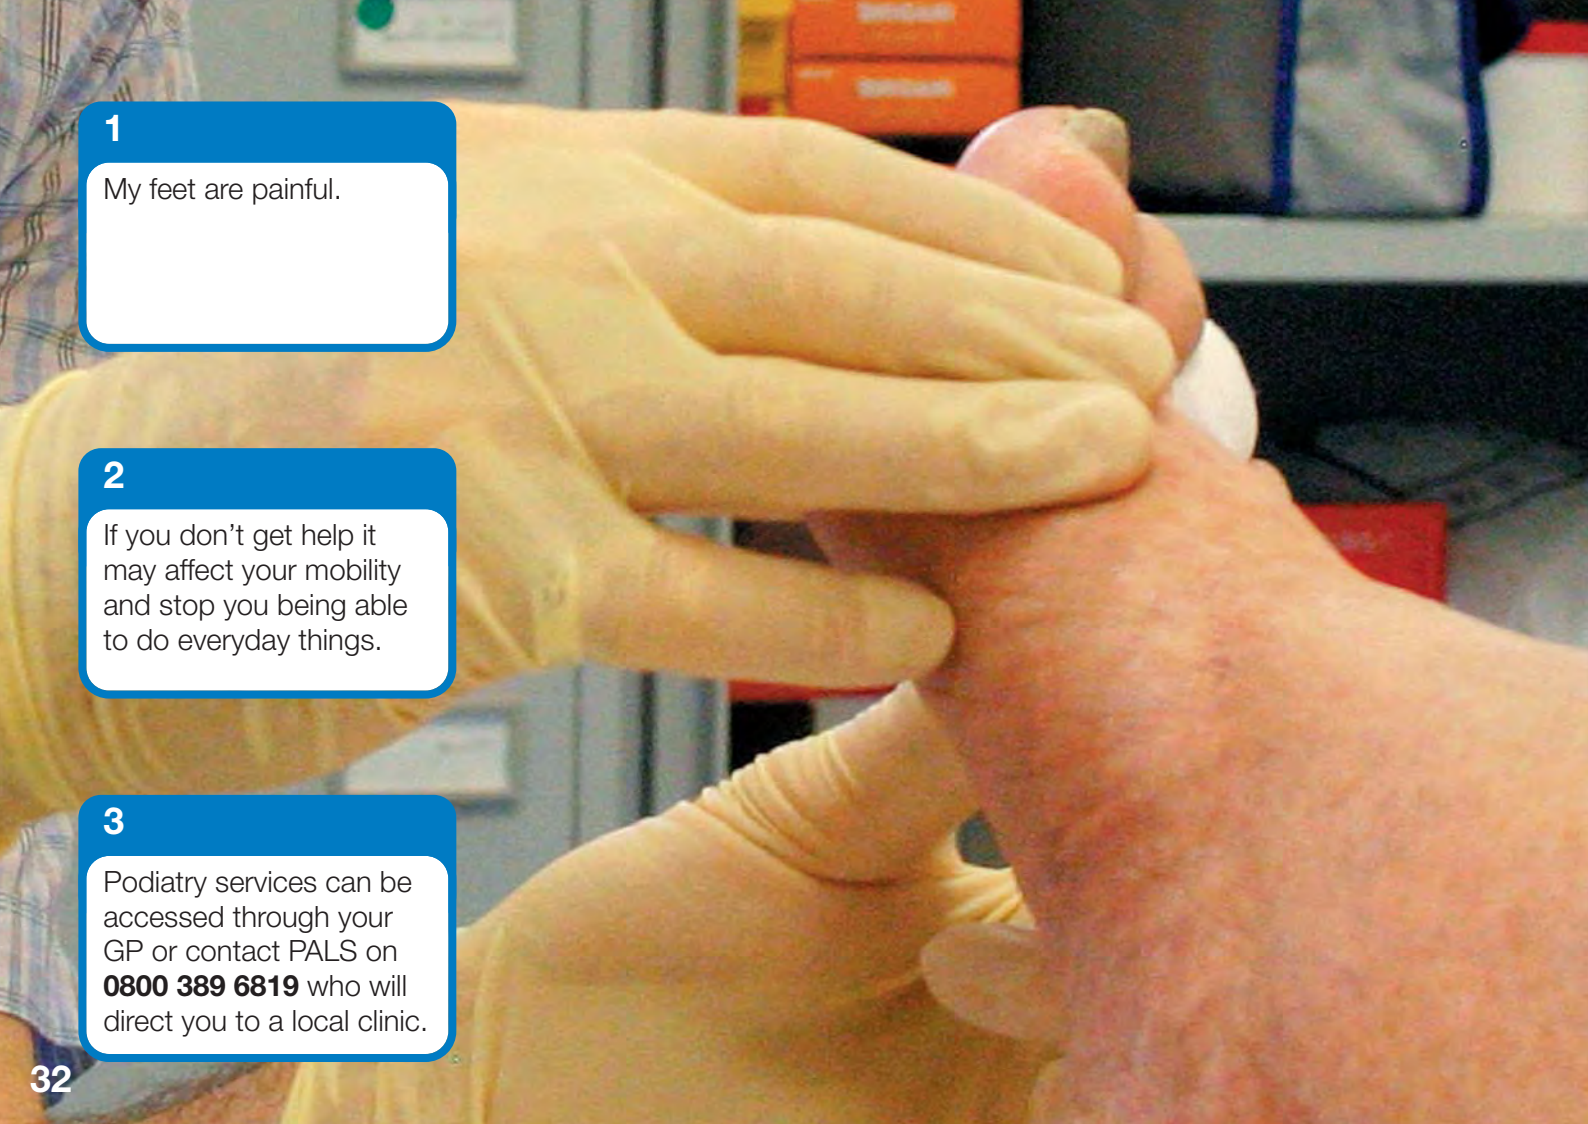 1
My feet are painful.
2
If you don’t get help it
may affect your mobility
and stop you being able
to do everyday things.
3
Podiatry services can be
accessed through your
GP or contact PALS on
0800 389 6819 who will
direct you to a local clinic.
32